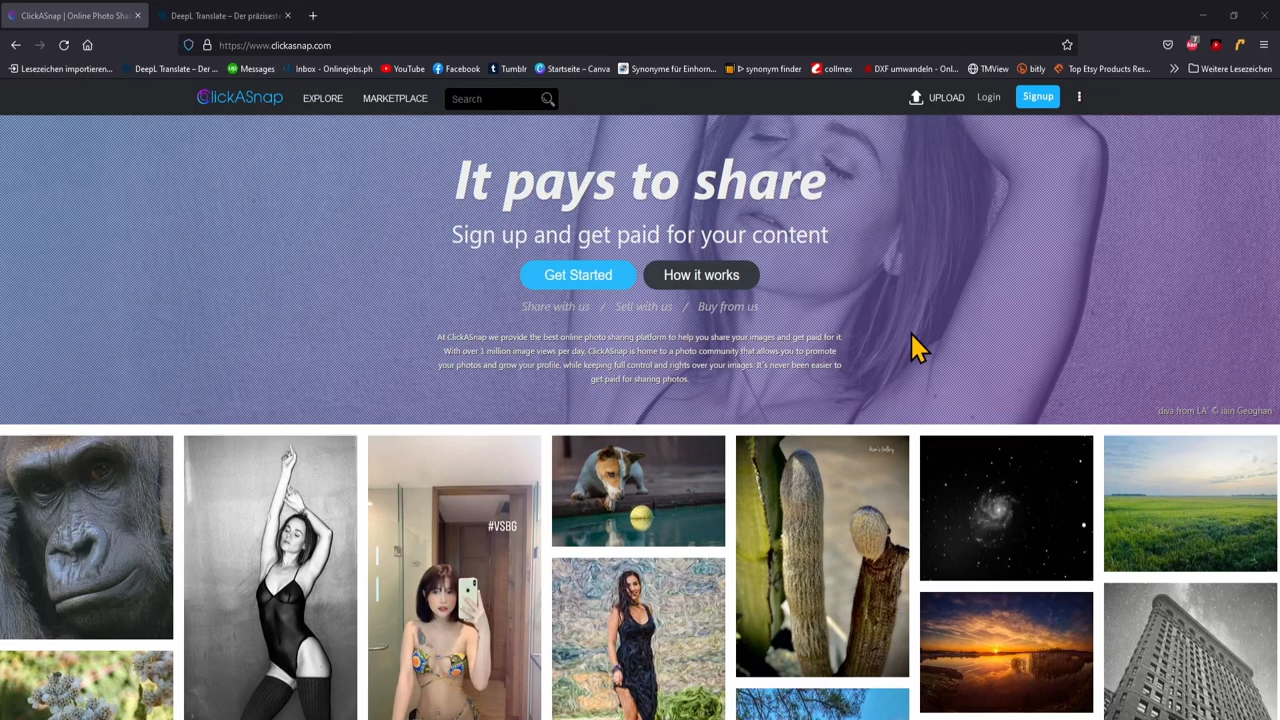 ClickASnap | Online Photo Shar
DeepL Translate – Der präziseste
https://www.clickasnap.com
7
Lesezeichen importieren...
DeepL Translate – Der ...
Messages
Inbox - Onlinejobs.ph
YouTube
Facebook
Tumblr
Startseite – Canva
Synonyme für Einhorn...
ᐅ synonym finder
collmex
DXF umwandeln - Onl...
TMView
bitly
Top Etsy Products Res...
Weitere Lesezeichen
ClickASnap
EXPLORE
MARKETPLACE
Search
UPLOAD
Login
Signup
It pays to share
Sign up and get paid for your content
Get Started
How it works
Share with us / Sell with us / Buy from us
At ClickASnap we provide the best online photo sharing platform to help you share your images and get paid for it.
With over 1 million image views per day. ClickASnap is home to a photo community that allows you to promote
your photos and grow your profile, while keeping full control and rights over your images. It's never been easier to
get paid for sharing photos.
'diva from LA' © Iain Geoghan
#VSBG